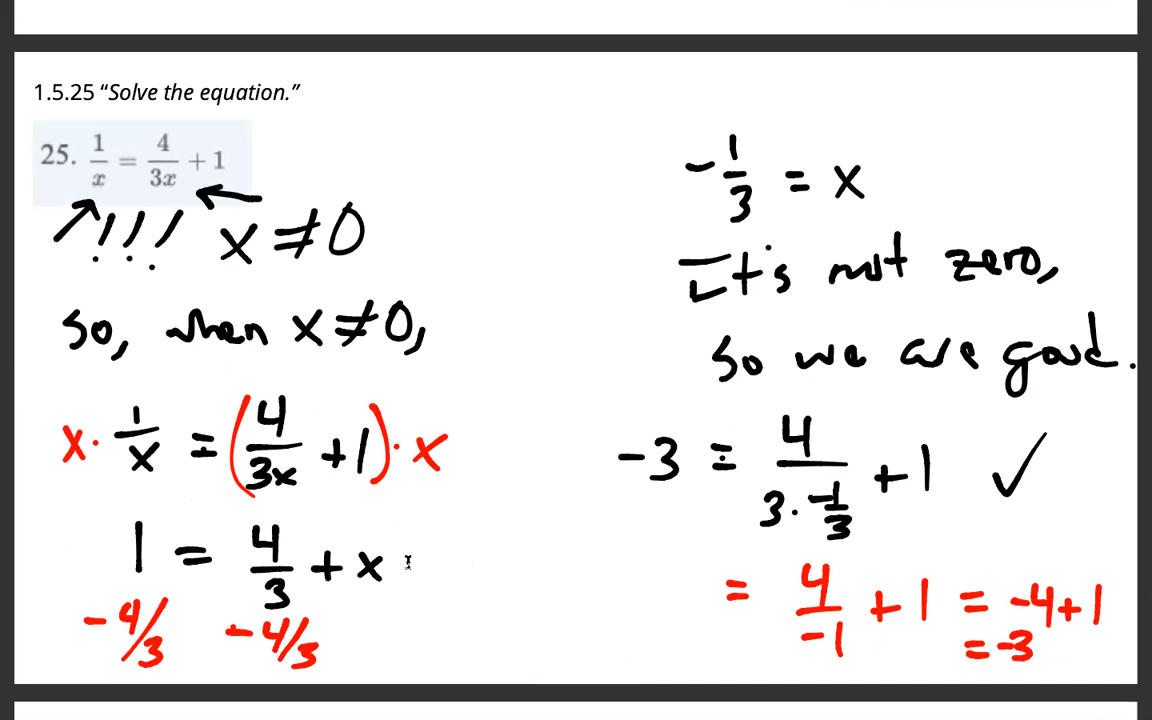 1.5.25 “Solve the equation.”
25. 1/x = 4/3x + 1
!!! x ≠ 0
so, when x ≠ 0,
x · 1/x = (4/3x + 1) · x
1 = 4/3 + x
-4/3 -4/3
-1/3 = x
It's not zero,
so we are good.
-3 = 4/(3 · -1/3) + 1 ✓
= 4/-1 + 1 = -4+1
= -3